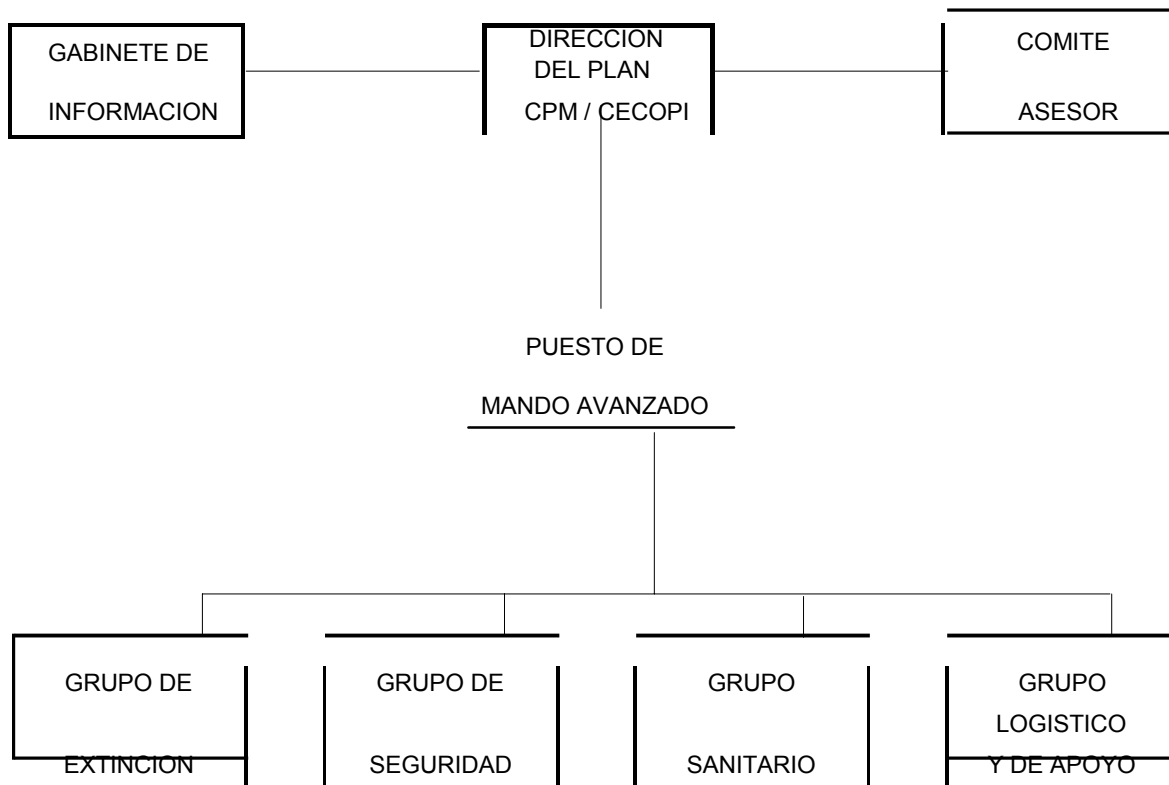 GABINETE DE
INFORMACION
DIRECCION
DEL PLAN
CPM / CECOPI
COMITE
ASESOR
PUESTO DE
MANDO AVANZADO
GRUPO DE
EXTINCION
GRUPO DE
SEGURIDAD
GRUPO
SANITARIO
GRUPO
LOGISTICO
Y DE APOYO